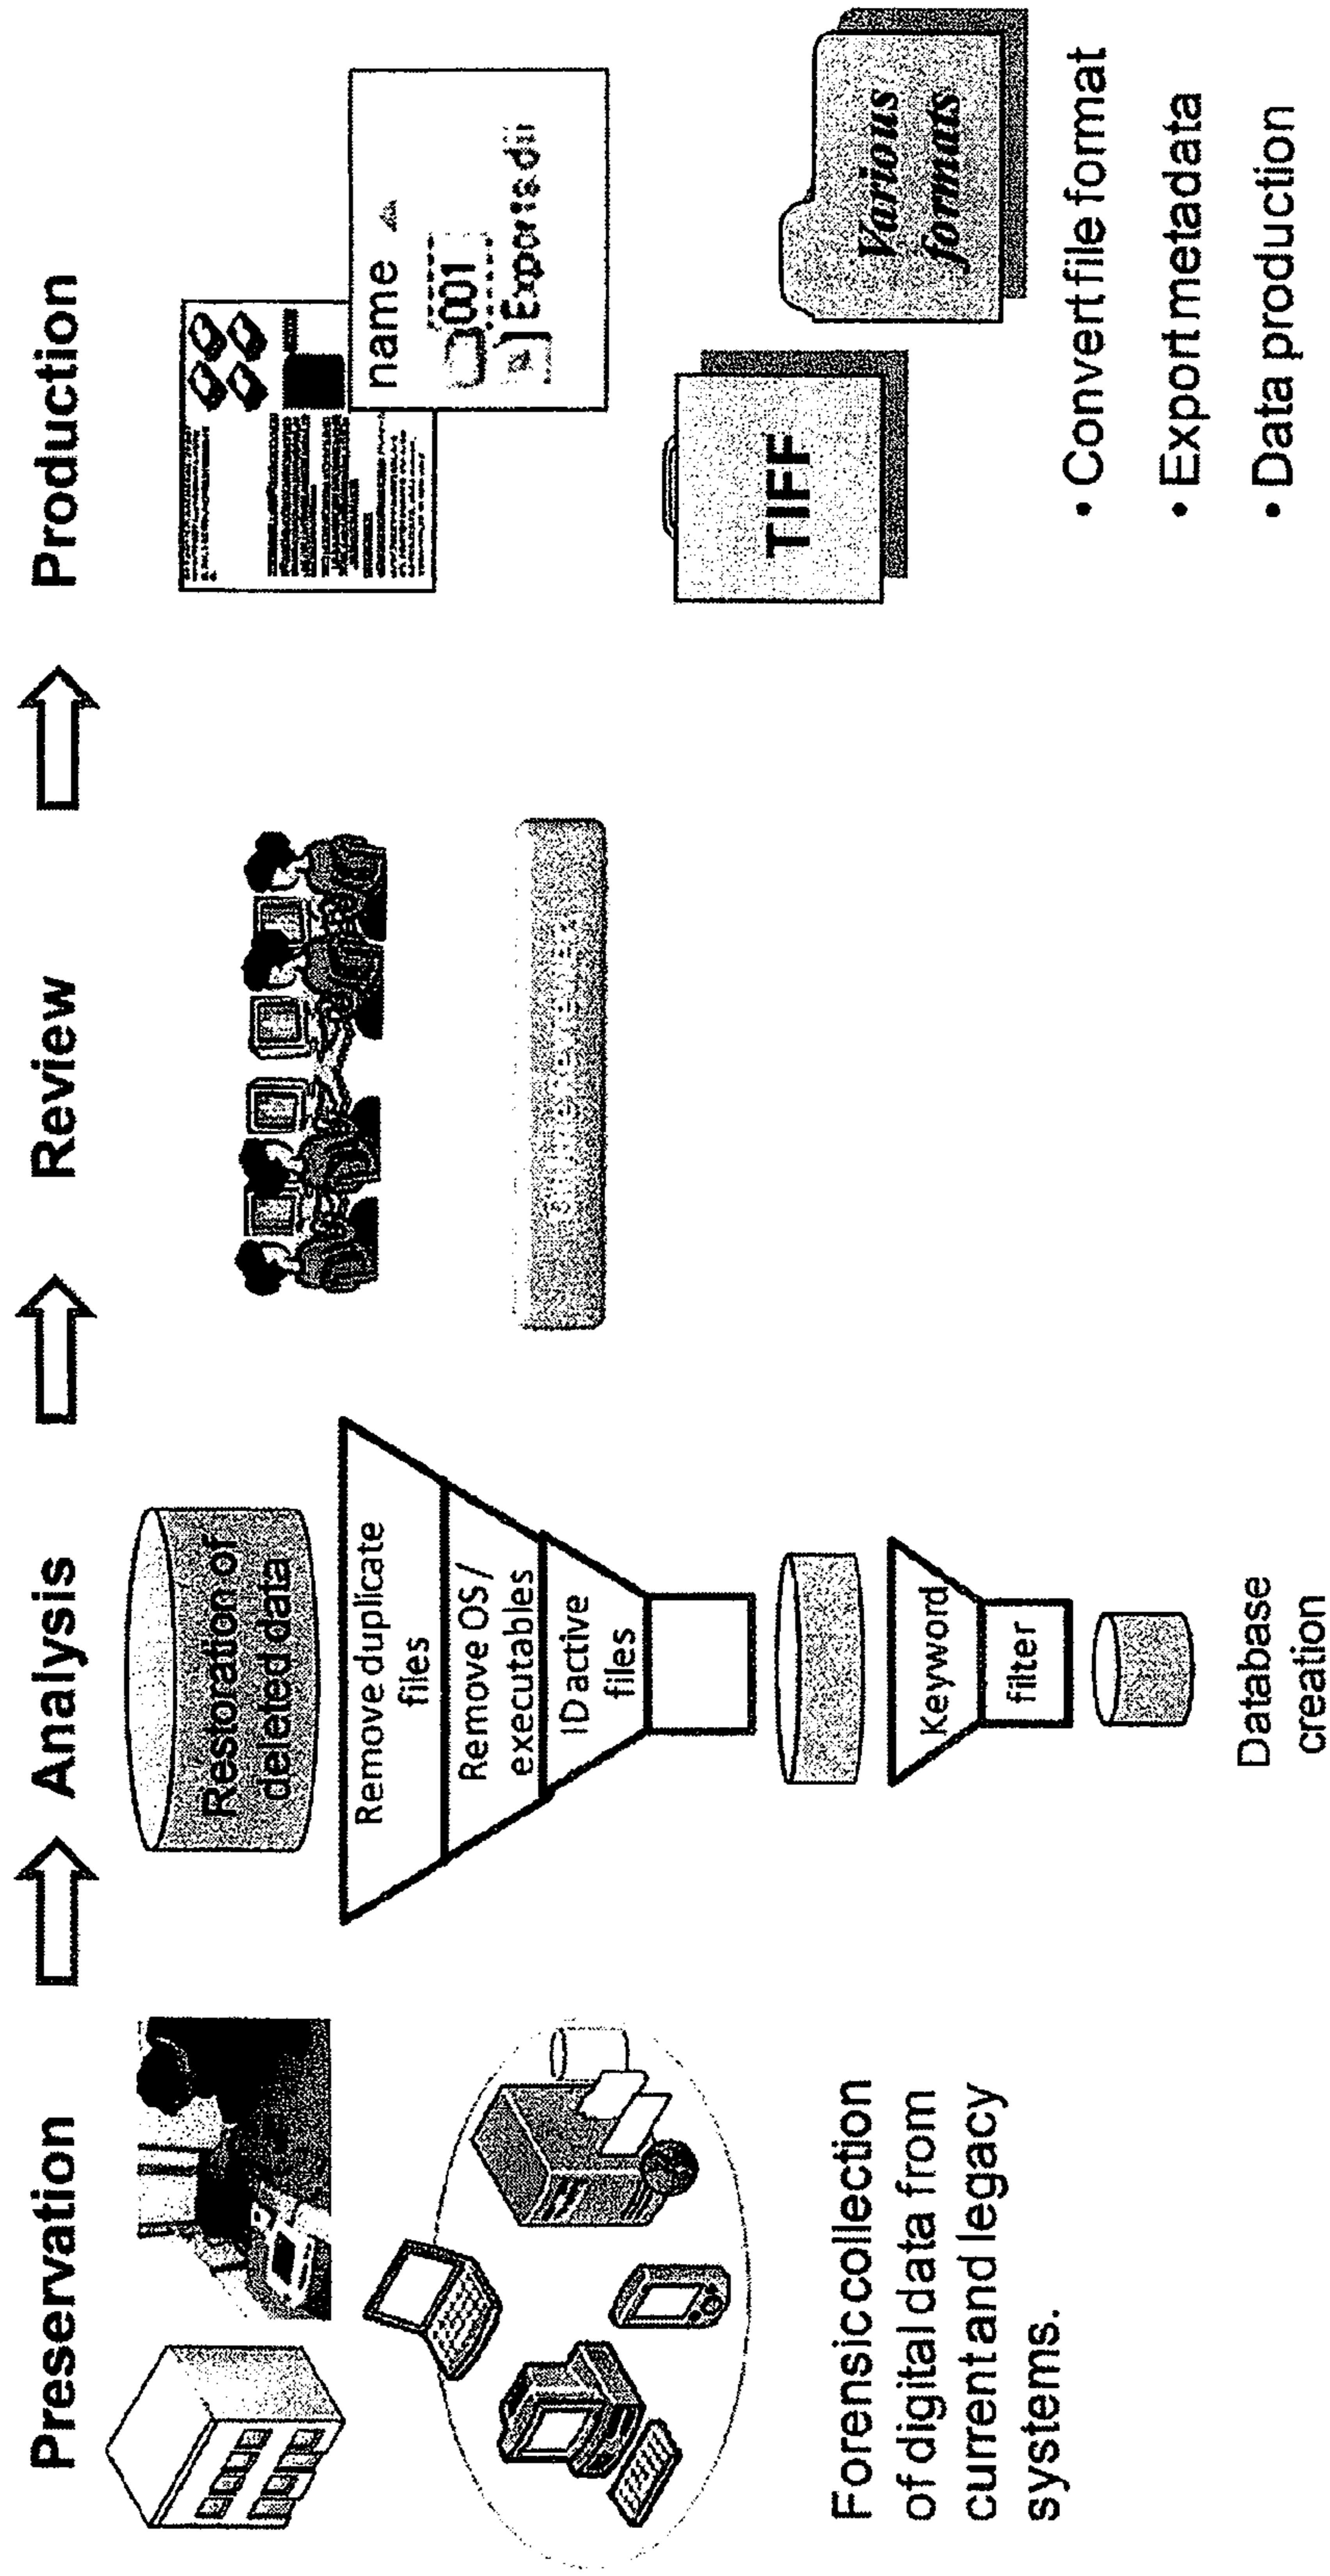 Preservation
Analysis
Review
Production
Forensic collection
of digital data from
current and legacy
systems.
Restoration of
deleted data
Remove duplicate
files
Remove OS /
executables
ID active
files
Keyword
filter
Database
creation
name
001
Exports.dii
TIFF
Various
formats
• Convert file format
• Export metadata
• Data production